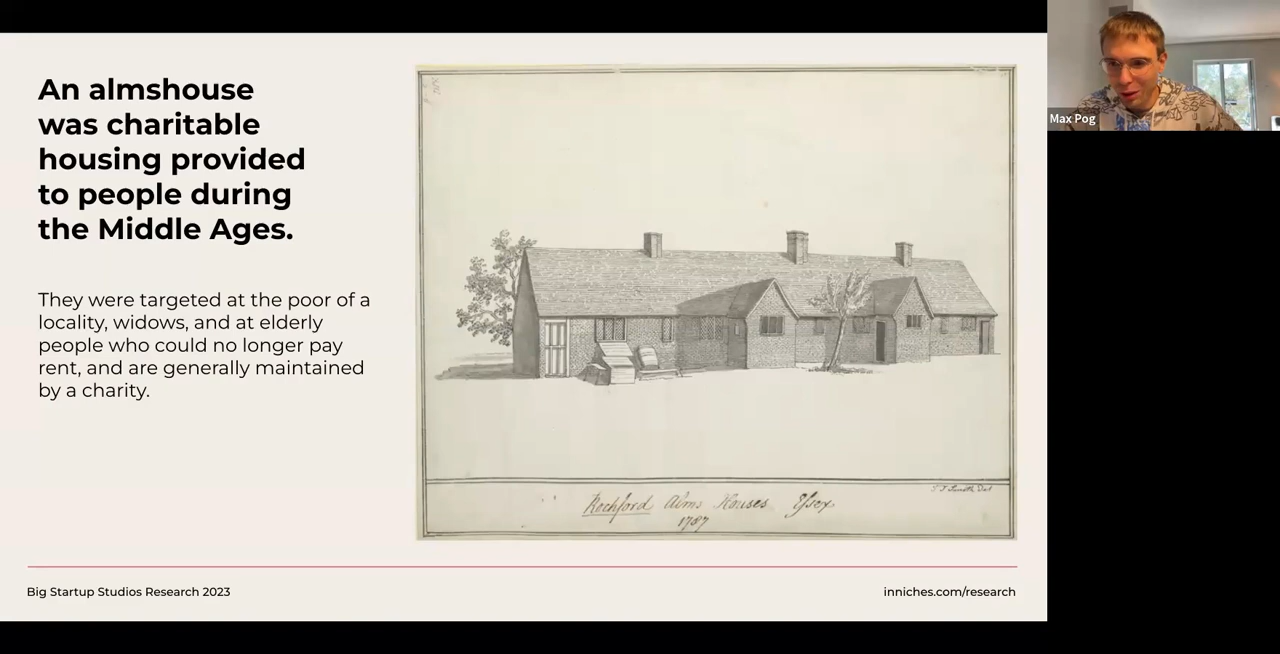 An almshouse
was charitable
housing provided
to people during
the Middle Ages.
They were targeted at the poor of a
locality, widows, and at elderly
people who could no longer pay
rent, and are generally maintained
by a charity.
Rochford Alms Houses Essex
1787
Big Startup Studios Research 2023
inniches.com/research
Max Pog